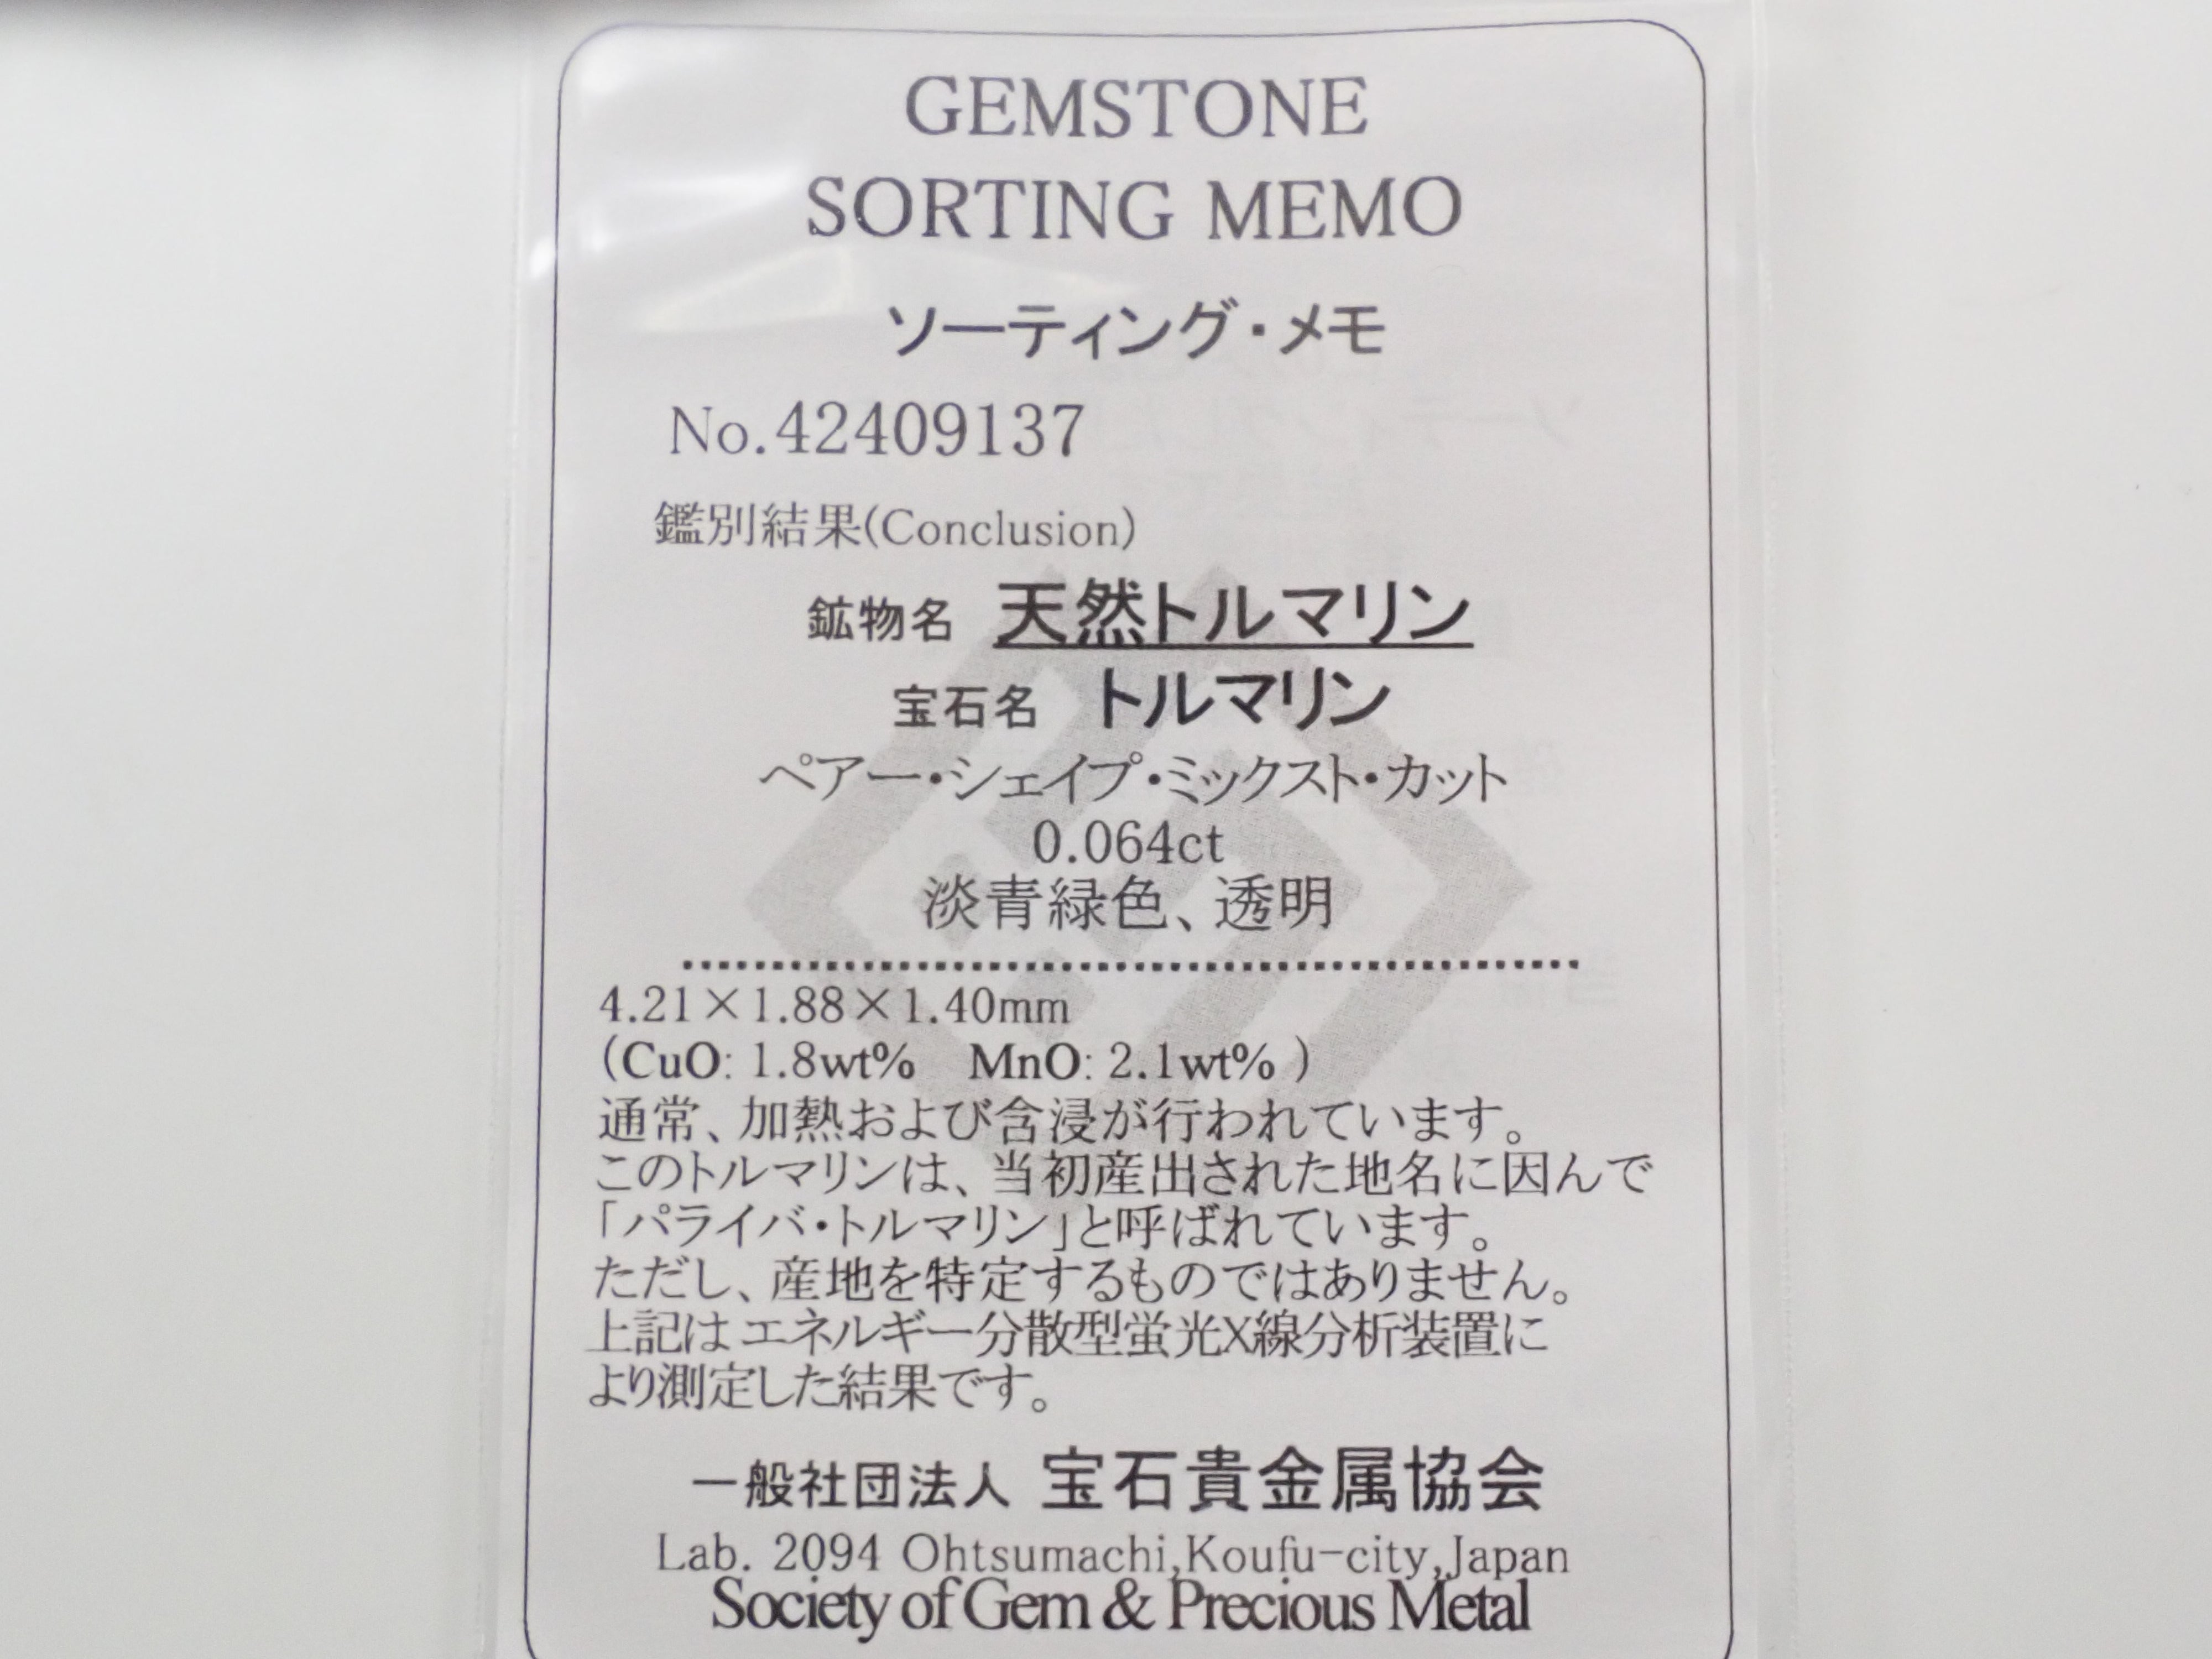 GEMSTONE
SORTING MEMO
ソーティング・メモ
No.42409137
鑑別結果(Conclusion)
鉱物名 天然トルマリン
宝石名 トルマリン
ペアー・シェイプ・ミックスト・カット
0.064ct
淡青緑色、透明
4.21×1.88×1.40mm
(CuO: 1.8wt% MnO: 2.1wt% )
通常、加熱および含浸が行われています。
このトルマリンは、当初産出された地名に因んで
「パライバ・トルマリン」と呼ばれています。
ただし、産地を特定するものではありません。
上記はエネルギー分散型蛍光X線分析装置に
より測定した結果です。
一般社団法人 宝石貴金属協会
Lab. 2094 Ohtsumachi,Koufu-city,Japan
Society of Gem & Precious Metal